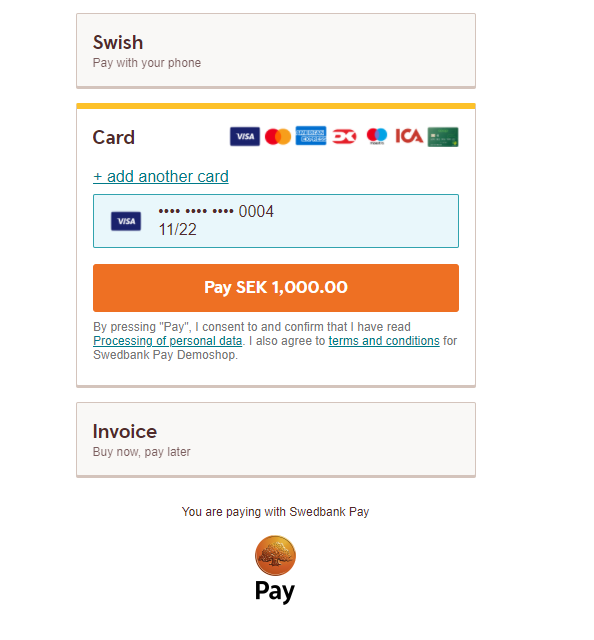 Swish
Pay with your phone
Card
VISA
AMERICAN EXPRESS
ICA
+ add another card
VISA
•••• •••• •••• 0004
11/22
Pay SEK 1,000.00
By pressing "Pay", I consent to and confirm that I have read
Processing of personal data. I also agree to terms and conditions for
Swedbank Pay Demoshop.
Invoice
Buy now, pay later
You are paying with Swedbank Pay
Pay